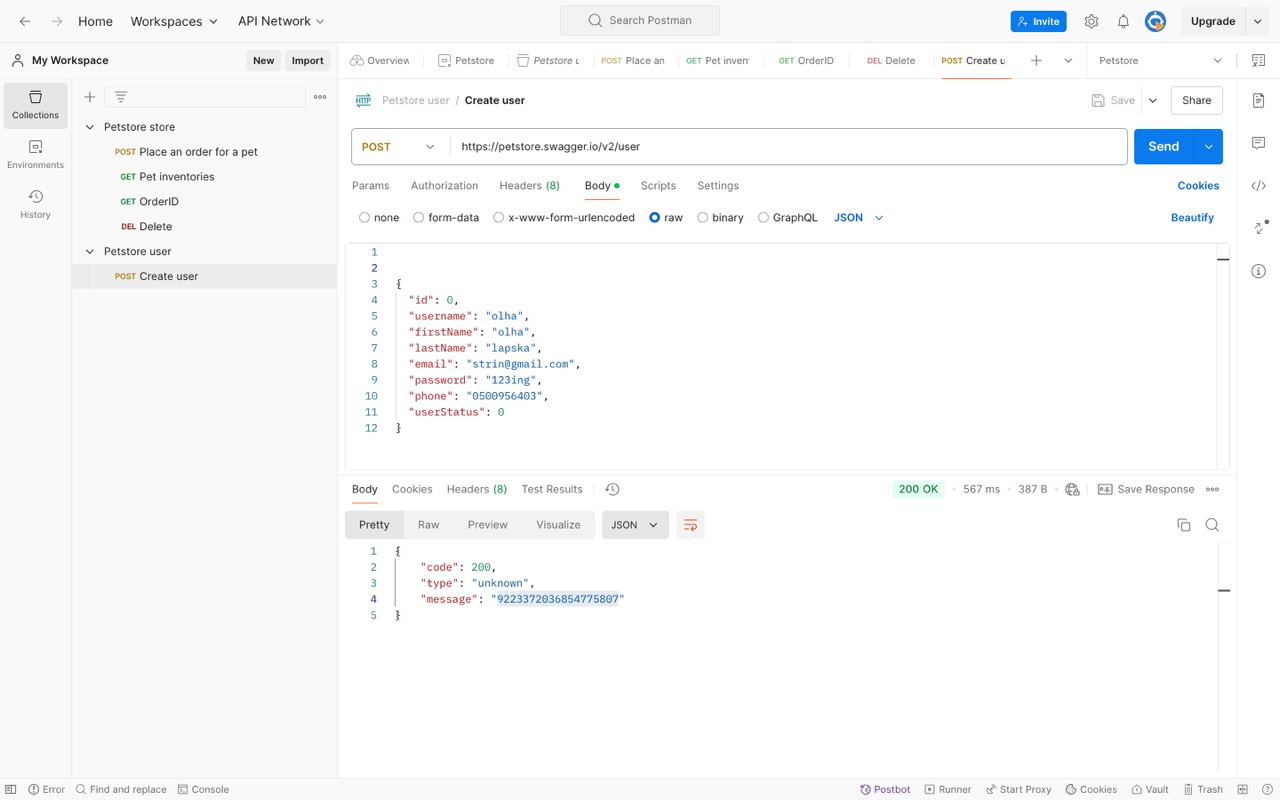 Home Workspaces API Network Search Postman Invite Upgrade
My Workspace New Import Overview Petstore Petstore u POST Place an GET Pet inven GET OrderID DEL Delete POST Create u Petstore
Collections
Environments
History
Petstore store
POST Place an order for a pet
GET Pet inventories
GET OrderID
DEL Delete
Petstore user
POST Create user
HTTP Petstore user / Create user Save Share
POST https://petstore.swagger.io/v2/user Send
Params Authorization Headers (8) Body Scripts Settings Cookies
none form-data x-www-form-urlencoded raw binary GraphQL JSON Beautify
1
2
3 {
4 "id": 0,
5 "username": "olha",
6 "firstName": "olha",
7 "lastName": "lapska",
8 "email": "strin@gmail.com",
9 "password": "123ing",
10 "phone": "0500956403",
11 "userStatus": 0
12 }
Body Cookies Headers (8) Test Results 200 OK 567 ms 387 B e.g. Save Response
Pretty Raw Preview Visualize JSON
1 {
2 "code": 200,
3 "type": "unknown",
4 "message": "9223372036854775807"
5 }
Error Find and replace Console Postbot Runner Start Proxy Cookies Vault Trash